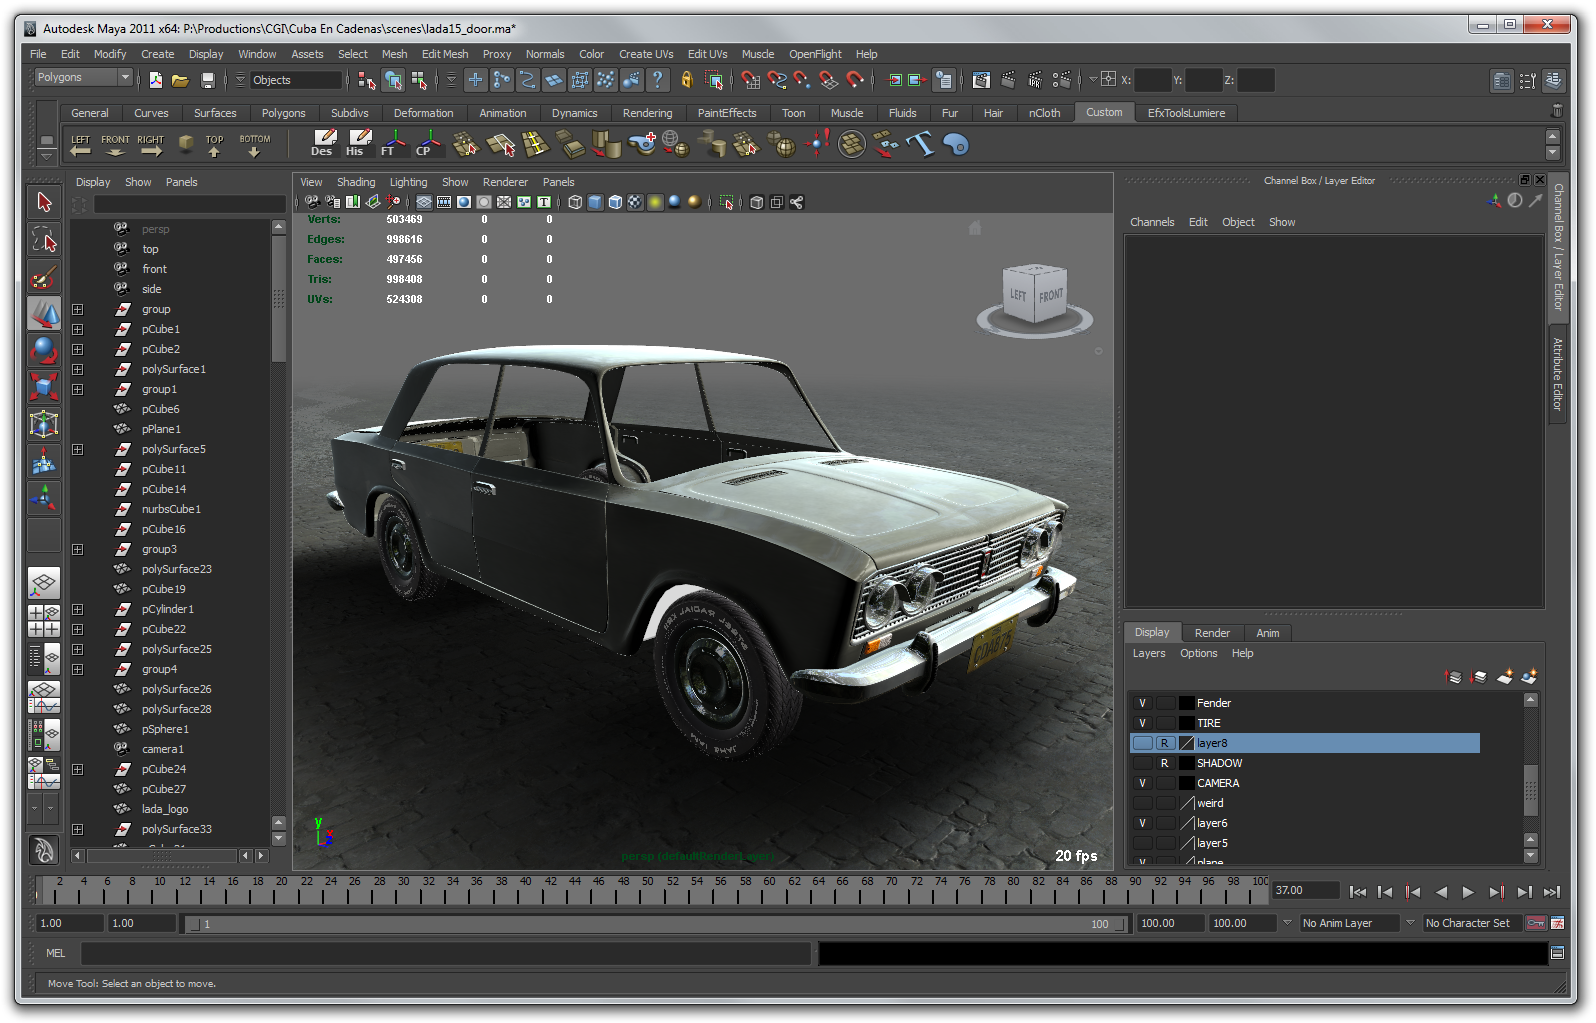 Autodesk Maya 2011 x64: P:\Productions\CGI\Cuba En Cadenas\scenes\lada15_door.ma*
File Edit Modify Create Display Window Assets Select Mesh Edit Mesh Proxy Normals Color Create UVs Edit UVs Muscle OpenFlight Help
Polygons Objects X: Y: Z:
General Curves Surfaces Polygons Subdivs Deformation Animation Dynamics Rendering PaintEffects Toon Muscle Fluids Fur Hair nCloth Custom EfxToolsLumiere
LEFT FRONT RIGHT TOP BOTTOM Des His FT CP
Display Show Panels
persp
top
front
side
group
pCube1
pCube2
polySurface1
group1
pCube6
pPlane1
polySurface5
pCube11
pCube14
nurbsCube1
pCube16
group3
polySurface23
pCube19
pCylinder1
pCube22
polySurface25
group4
polySurface26
polySurface28
pSphere1
camera1
pCube24
pCube27
lada_logo
polySurface33
View Shading Lighting Show Renderer Panels
Verts: 503469 0 0
Edges: 998616 0 0
Faces: 497456 0 0
Tris: 998408 0 0
UVs: 524308 0 0
LEFT FRONT
STEEL RADIAL
CDAB75
y x z
persp (defaultRenderLayer)
20 fps
Channel Box / Layer Editor
Channels Edit Object Show
Channel Box / Layer Editor
Attribute Editor
Display Render Anim
Layers Options Help
V Fender
V TIRE
R layer8
R SHADOW
V CAMERA
weird
V layer6
layer5
V plane
2 4 6 8 10 12 14 16 18 20 22 24 26 28 30 32 34 36 38 40 42 44 46 48 50 52 54 56 58 60 62 64 66 68 70 72 74 76 78 80 82 84 86 88 90 92 94 96 98 100 37.00
1.00 1.00 1 100 100.00 100.00 No Anim Layer No Character Set
MEL
Move Tool: Select an object to move.